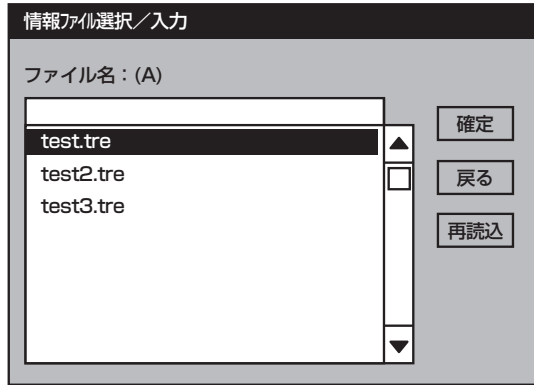 情報ﾌｧｲﾙ選択／入力
ファイル名：(A)
test.tre
test2.tre
test3.tre
確定
戻る
再読込